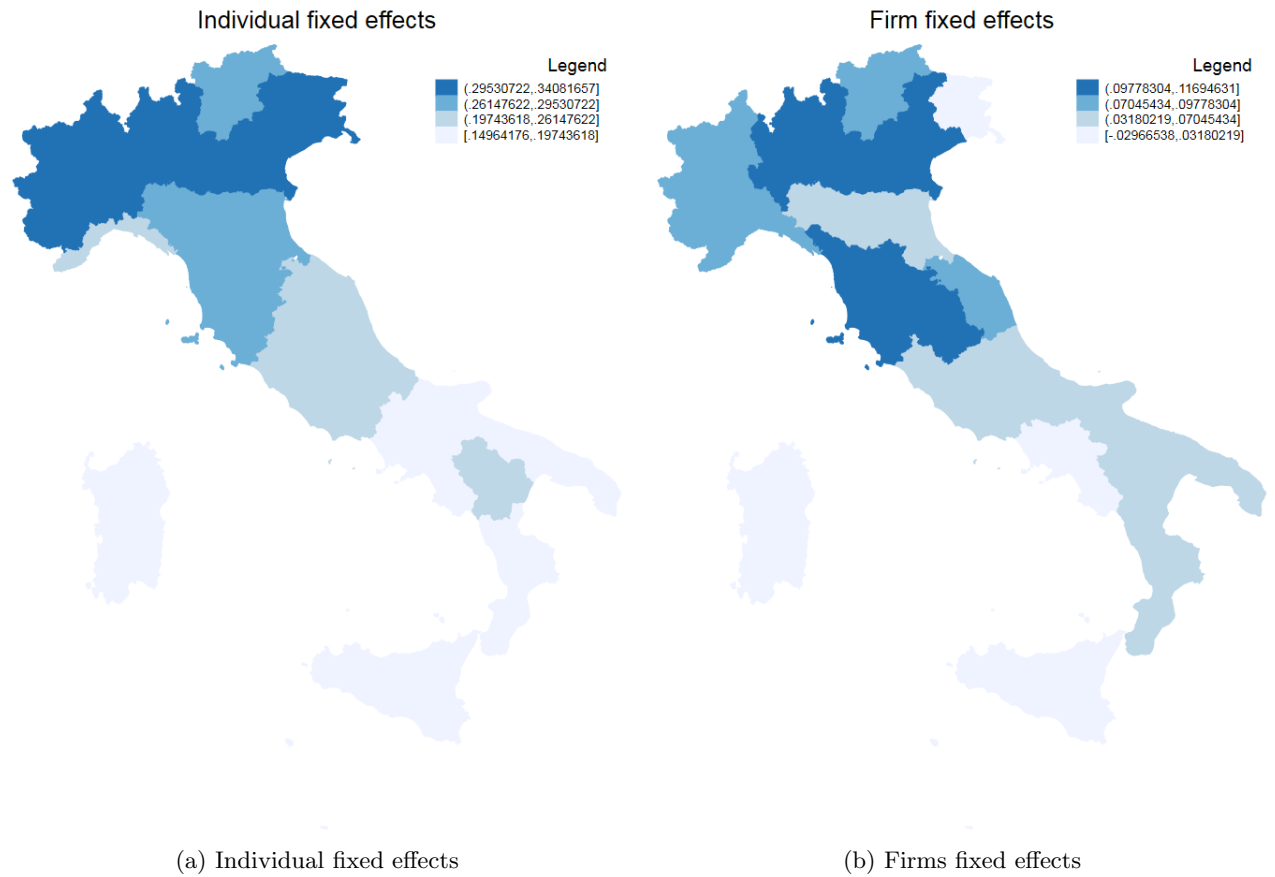 Individual fixed effects
Legend
(.29530722,.34081657]
(.26147622,.29530722]
(.19743618,.26147622]
[.14964176,.19743618]
Firm fixed effects
Legend
(.09778304,.11694631]
(.07045434,.09778304]
(.03180219,.07045434]
[-.02966538,.03180219]
(a) Individual fixed effects
(b) Firms fixed effects